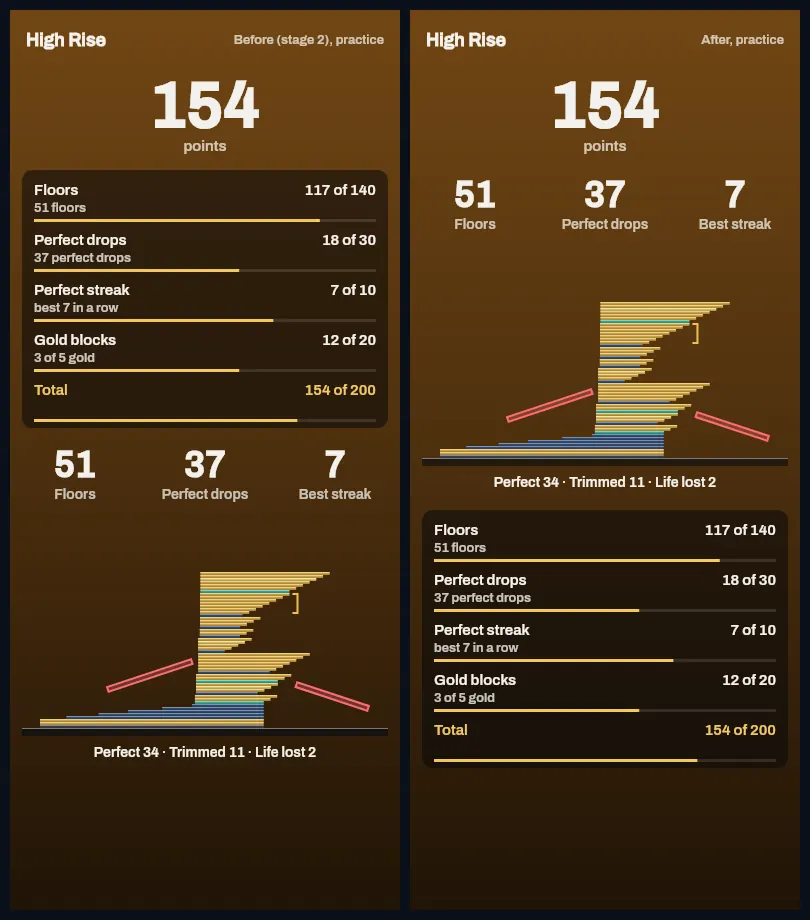 High Rise
Before (stage 2), practice
154
points
Floors
117 of 140
51 floors
Perfect drops
18 of 30
37 perfect drops
Perfect streak
7 of 10
best 7 in a row
Gold blocks
12 of 20
3 of 5 gold
Total
154 of 200
51
37
7
Floors
Perfect drops
Best streak
Perfect 34 · Trimmed 11 · Life lost 2
High Rise
After, practice
154
points
51
37
7
Floors
Perfect drops
Best streak
Perfect 34 · Trimmed 11 · Life lost 2
Floors
117 of 140
51 floors
Perfect drops
18 of 30
37 perfect drops
Perfect streak
7 of 10
best 7 in a row
Gold blocks
12 of 20
3 of 5 gold
Total
154 of 200